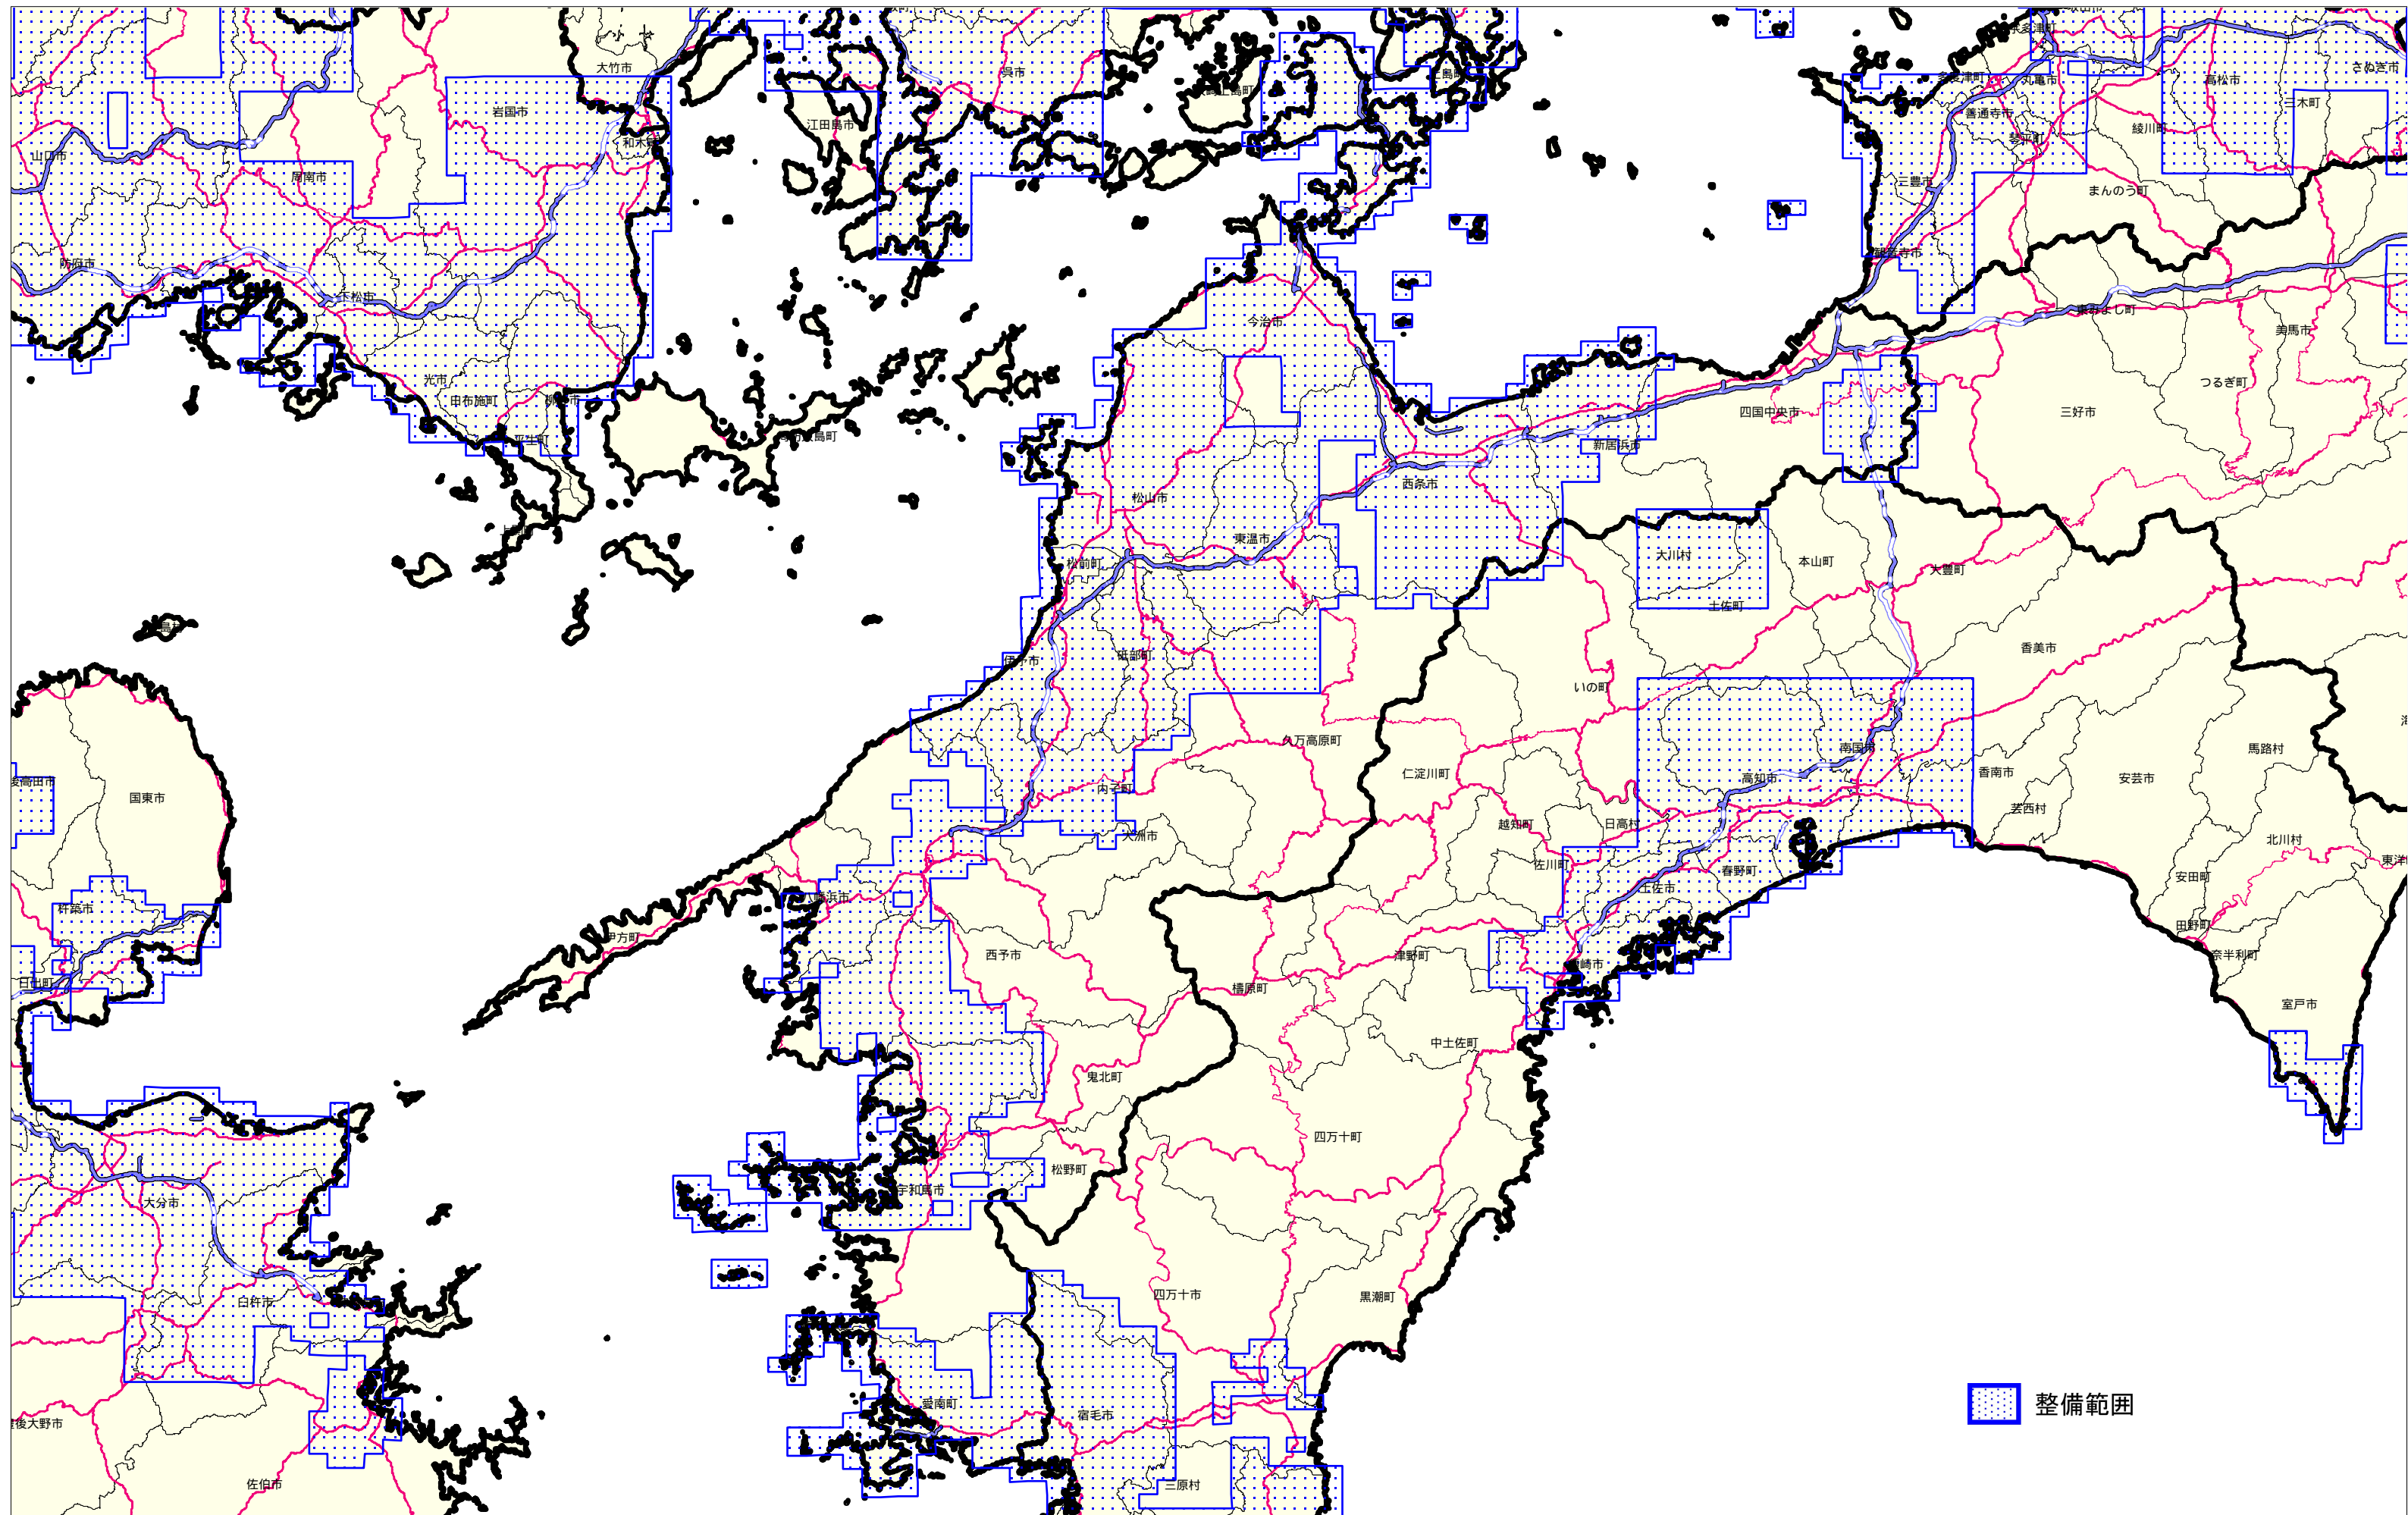 大竹市
呉市
多度津町
丸亀市
高松市
さぬき市
三木町
岩国市
江田島市
善通寺市
綾川町
琴平町
山口市
和木町
周南市
三豊市
まんのう町
防府市
観音寺市
下松市
東みよし町
今治市
美馬市
光市
田布施町
つるぎ町
四国中央市
三好市
平生町
新居浜市
西条市
松山市
東温市
大川村
本山町
松前町
大豊町
土佐町
香美市
伊予市
砥部町
いの町
久万高原町
南国市
馬路村
仁淀川町
高知市
香南市
安芸市
国東市
内子町
芸西村
越知町
日高村
大洲市
北川村
佐川町
春野町
安田町
土佐市
八幡浜市
杵築市
田野町
伊方町
西予市
津野町
奈半利町
日出町
檮原町
室戸市
中土佐町
鬼北町
四万十町
松野町
宇和島市
大分市
四万十市
黒潮町
臼杵市
愛南町
宿毛市
整備範囲
佐伯市
三原村